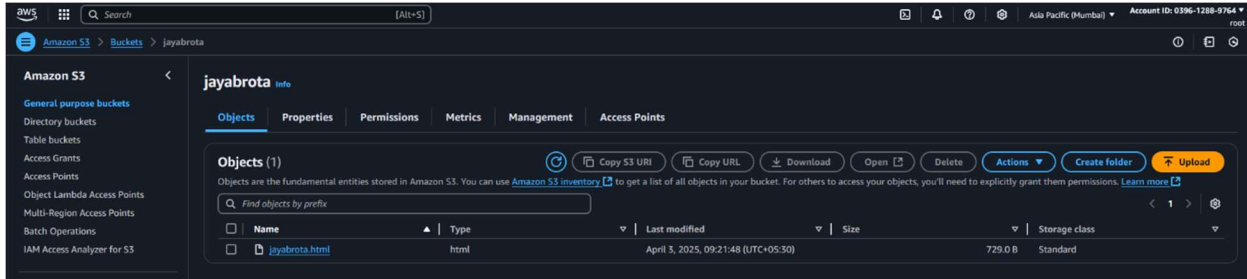 aws Search [Alt+S] Asia Pacific (Mumbai) ▼ Account ID: 0396-1288-9764 ▼
root
Amazon S3 > Buckets > jayabrota
Amazon S3
General purpose buckets
Directory buckets
Table buckets
Access Grants
Access Points
Object Lambda Access Points
Multi-Region Access Points
Batch Operations
IAM Access Analyzer for S3
jayabrota Info
Objects Properties Permissions Metrics Management Access Points
Objects (1) Copy S3 URI Copy URL Download Open Delete Actions ▼ Create folder Upload
Objects are the fundamental entities stored in Amazon S3. You can use Amazon S3 inventory to get a list of all objects in your bucket. For others to access your objects, you'll need to explicitly grant them permissions. Learn more
Find objects by prefix < 1 >
Name Type Last modified Size Storage class
jayabrota.html html April 3, 2025, 09:21:48 (UTC+05:30) 729.0 B Standard